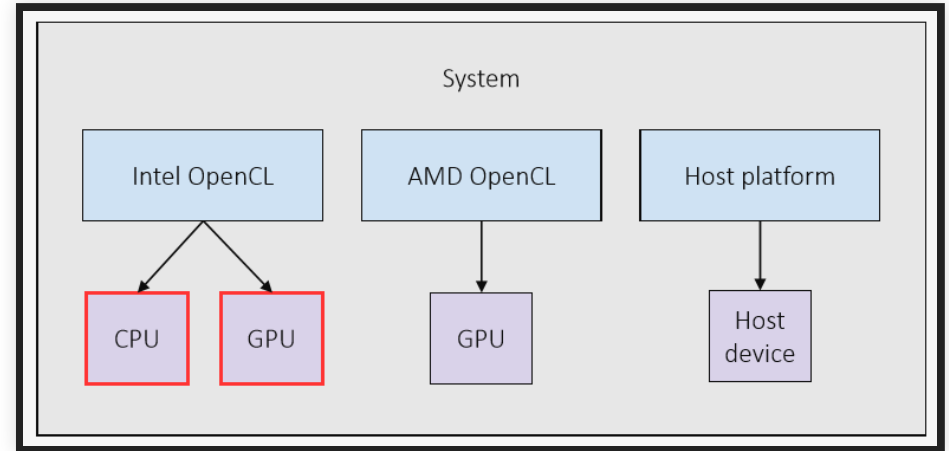 System
Intel OpenCL
AMD OpenCL
Host platform
CPU
GPU
GPU
Host
device